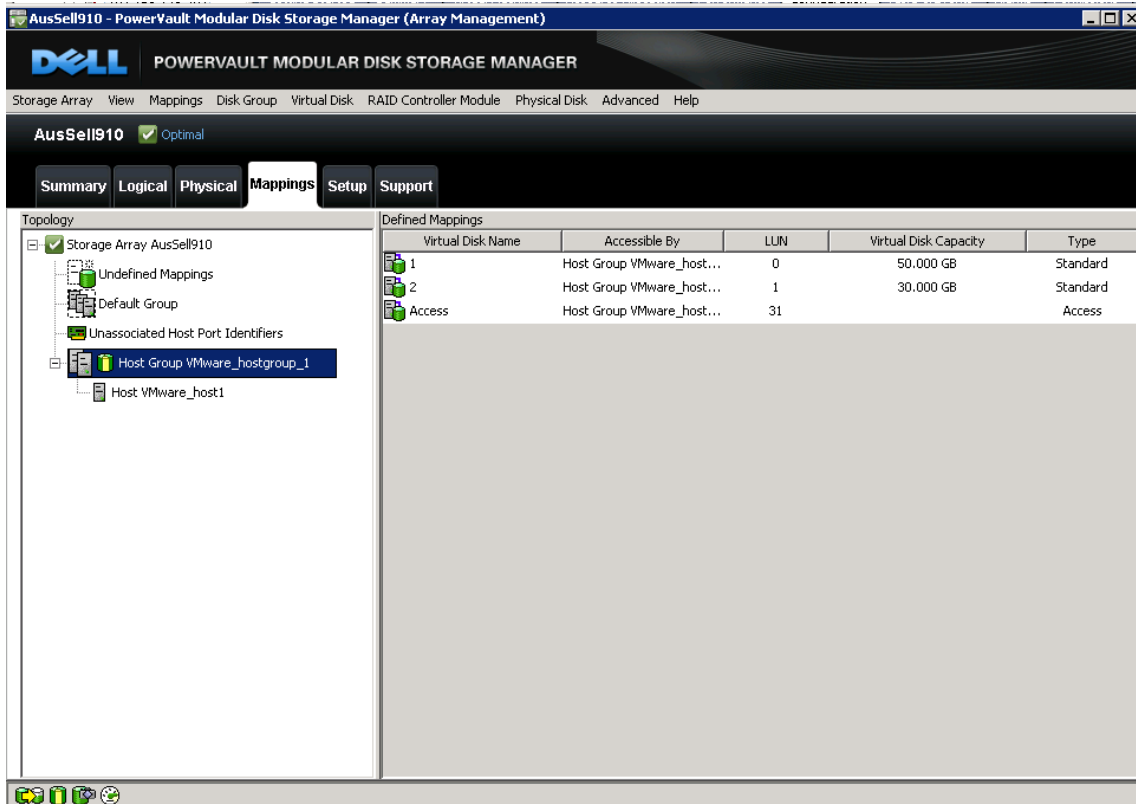 AusSell910 - PowerVault Modular Disk Storage Manager (Array Management)
DELL POWERVAULT MODULAR DISK STORAGE MANAGER
Storage Array View Mappings Disk Group Virtual Disk RAID Controller Module Physical Disk Advanced Help
AusSell910 Optimal
Summary Logical Physical Mappings Setup Support
Topology
Storage Array AusSell910
Undefined Mappings
Default Group
Unassociated Host Port Identifiers
Host Group VMware_hostgroup_1
Host VMware_host1
Defined Mappings
Virtual Disk Name Accessible By LUN Virtual Disk Capacity Type
1 Host Group VMware_host... 0 50.000 GB Standard
2 Host Group VMware_host... 1 30.000 GB Standard
Access Host Group VMware_host... 31 Access